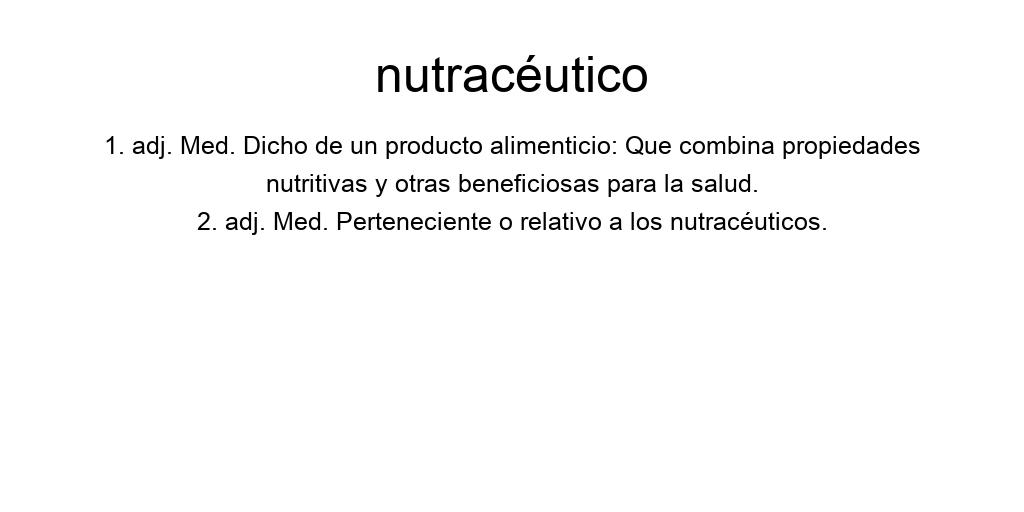 nutracéutico
1. adj. Med. Dicho de un producto alimenticio: Que combina propiedades
nutritivas y otras beneficiosas para la salud.
2. adj. Med. Perteneciente o relativo a los nutracéuticos.